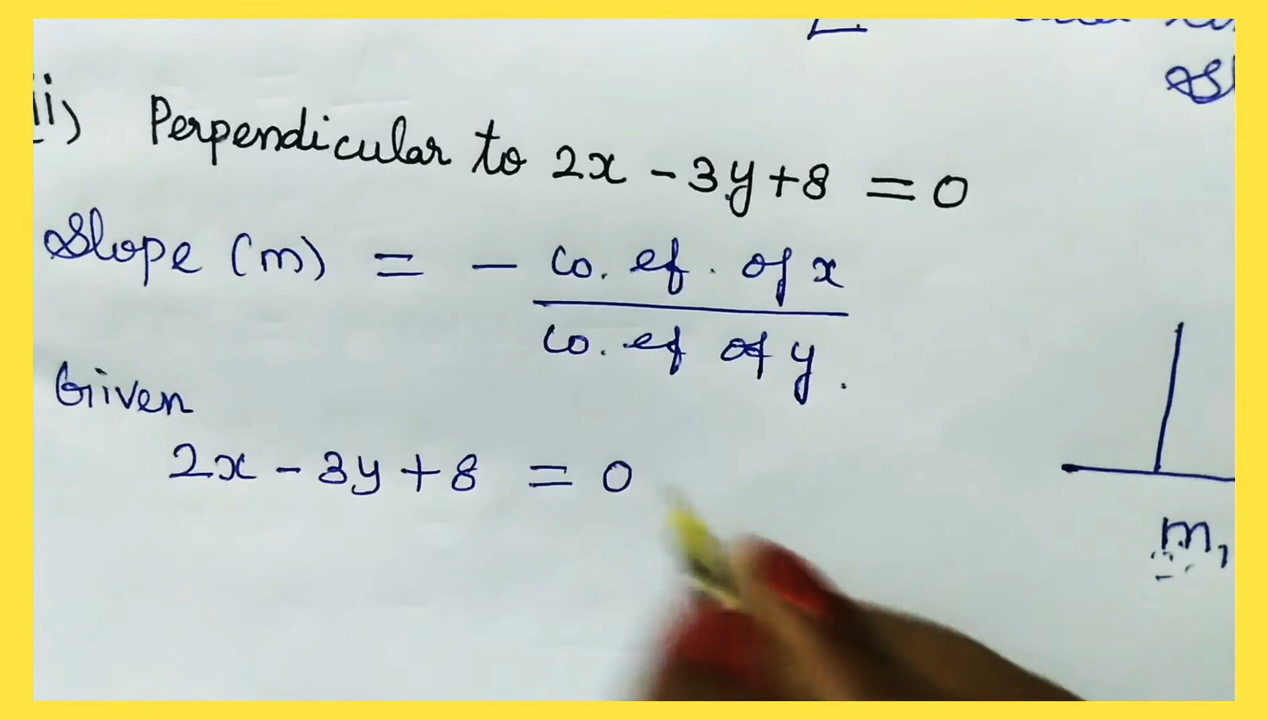 ii) Perpendicular to 2x - 3y + 8 = 0
Slope (m) = - co. ef. of x
co. ef of y.
Given
2x - 3y + 8 = 0
m,